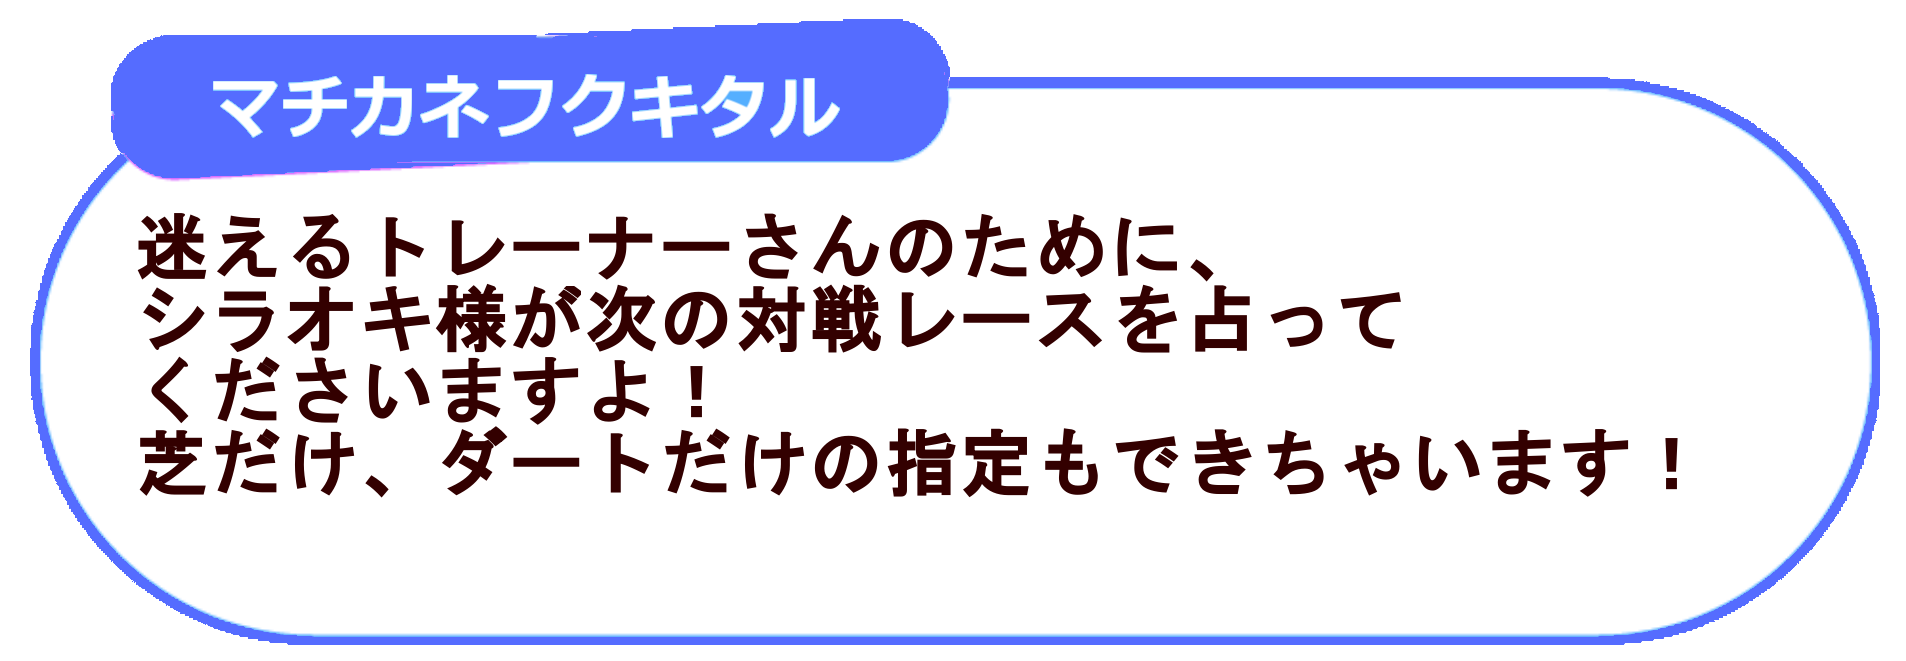 マチカネフクキタル
迷えるトレーナーさんのために、
シラオキ様が次の対戦レースを占って
くださいますよ！
芝だけ、ダートだけの指定もできちゃいます！